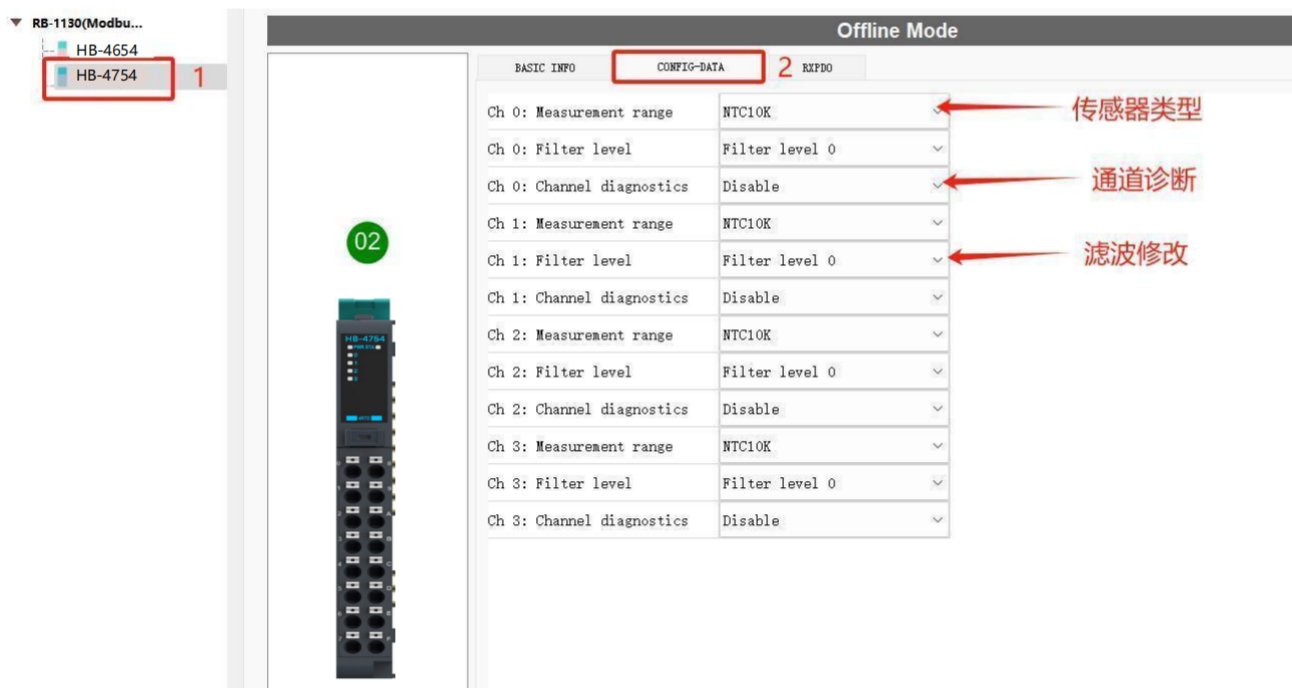 RB-1130(Modbu...
HB-4654
HB-4754
1
Offline Mode
BASIC INFO
CONFIG-DATA
2
RXPDO
Ch 0: Measurement range
NTC10K
传感器类型
Ch 0: Filter level
Filter level 0
Ch 0: Channel diagnostics
Disable
通道诊断
Ch 1: Measurement range
NTC10K
Ch 1: Filter level
Filter level 0
滤波修改
Ch 1: Channel diagnostics
Disable
Ch 2: Measurement range
NTC10K
Ch 2: Filter level
Filter level 0
Ch 2: Channel diagnostics
Disable
Ch 3: Measurement range
NTC10K
Ch 3: Filter level
Filter level 0
Ch 3: Channel diagnostics
Disable
02
HB-4754